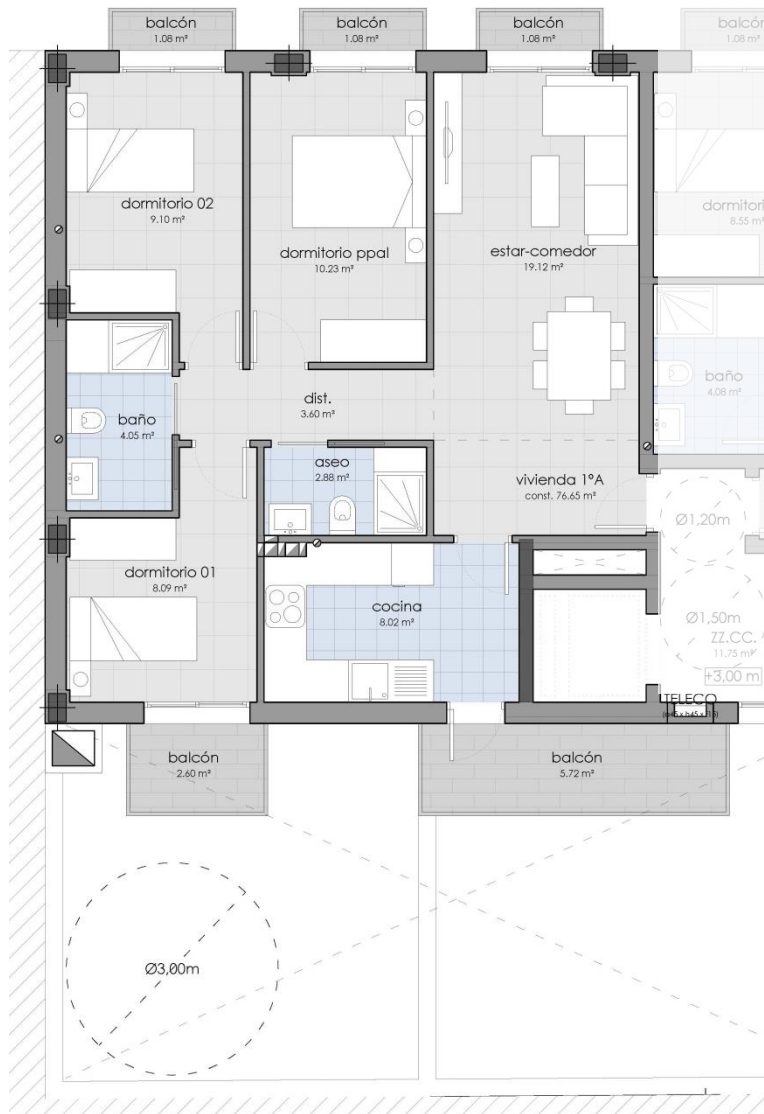 balcón
1.08 m²
balcón
1.08 m²
balcón
1.08 m²
balcón
1.08 m²
dormitorio 02
9.10 m²
dormitorio ppal
10.23 m²
estar-comedor
19.12 m²
dormitori
8.55 m²
baño
4.05 m²
dist.
3.60 m²
baño
4.08 m²
aseo
2.88 m²
vivienda 1ºA
const. 76.65 m²
Ø1,20m
dormitorio 01
8.09 m²
cocina
8.02 m²
Ø1,50m
ZZ.CC.
11.75 m²
+3,00 m
TELECO
balcón
2.60 m²
balcón
5.72 m²
Ø3,00m